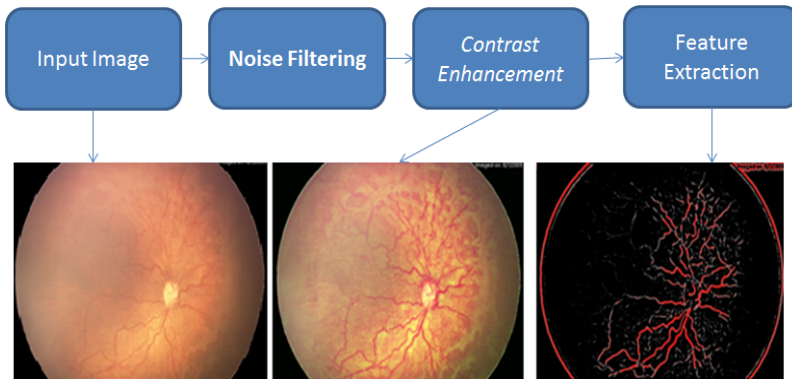 Input Image
Noise Filtering
Contrast
Enhancement
Feature
Extraction